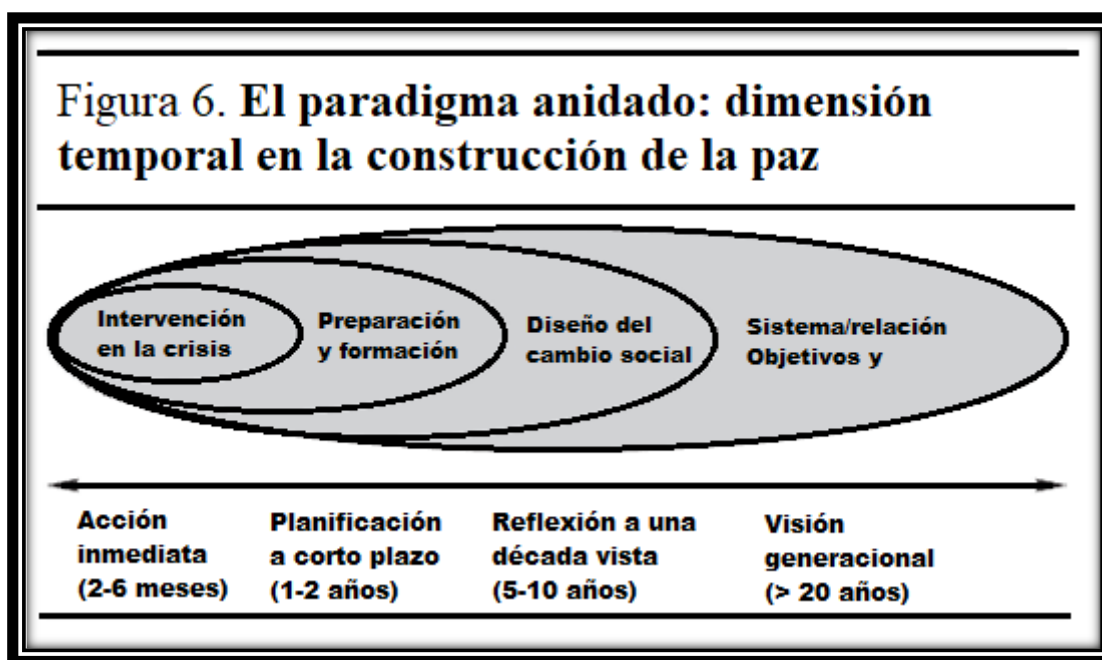 Figura 6. El paradigma anidado: dimensión
temporal en la construcción de la paz
Intervención
en la crisis
Preparación
y formación
Diseño del
cambio social
Sistema/relación
Objetivos y
Acción
inmediata
(2-6 meses)
Planificación
a corto plazo
(1-2 años)
Reflexión a una
década vista
(5-10 años)
Visión
generacional
(> 20 años)